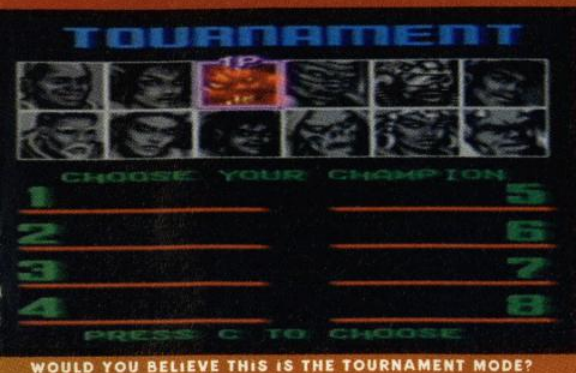 TOURNAMENT
1P
CHOOSE YOUR CHAMPION
1 5
2 6
3 7
4 8
PRESS C TO CHOOSE
WOULD YOU BELIEVE THIS IS THE TOURNAMENT MODE?